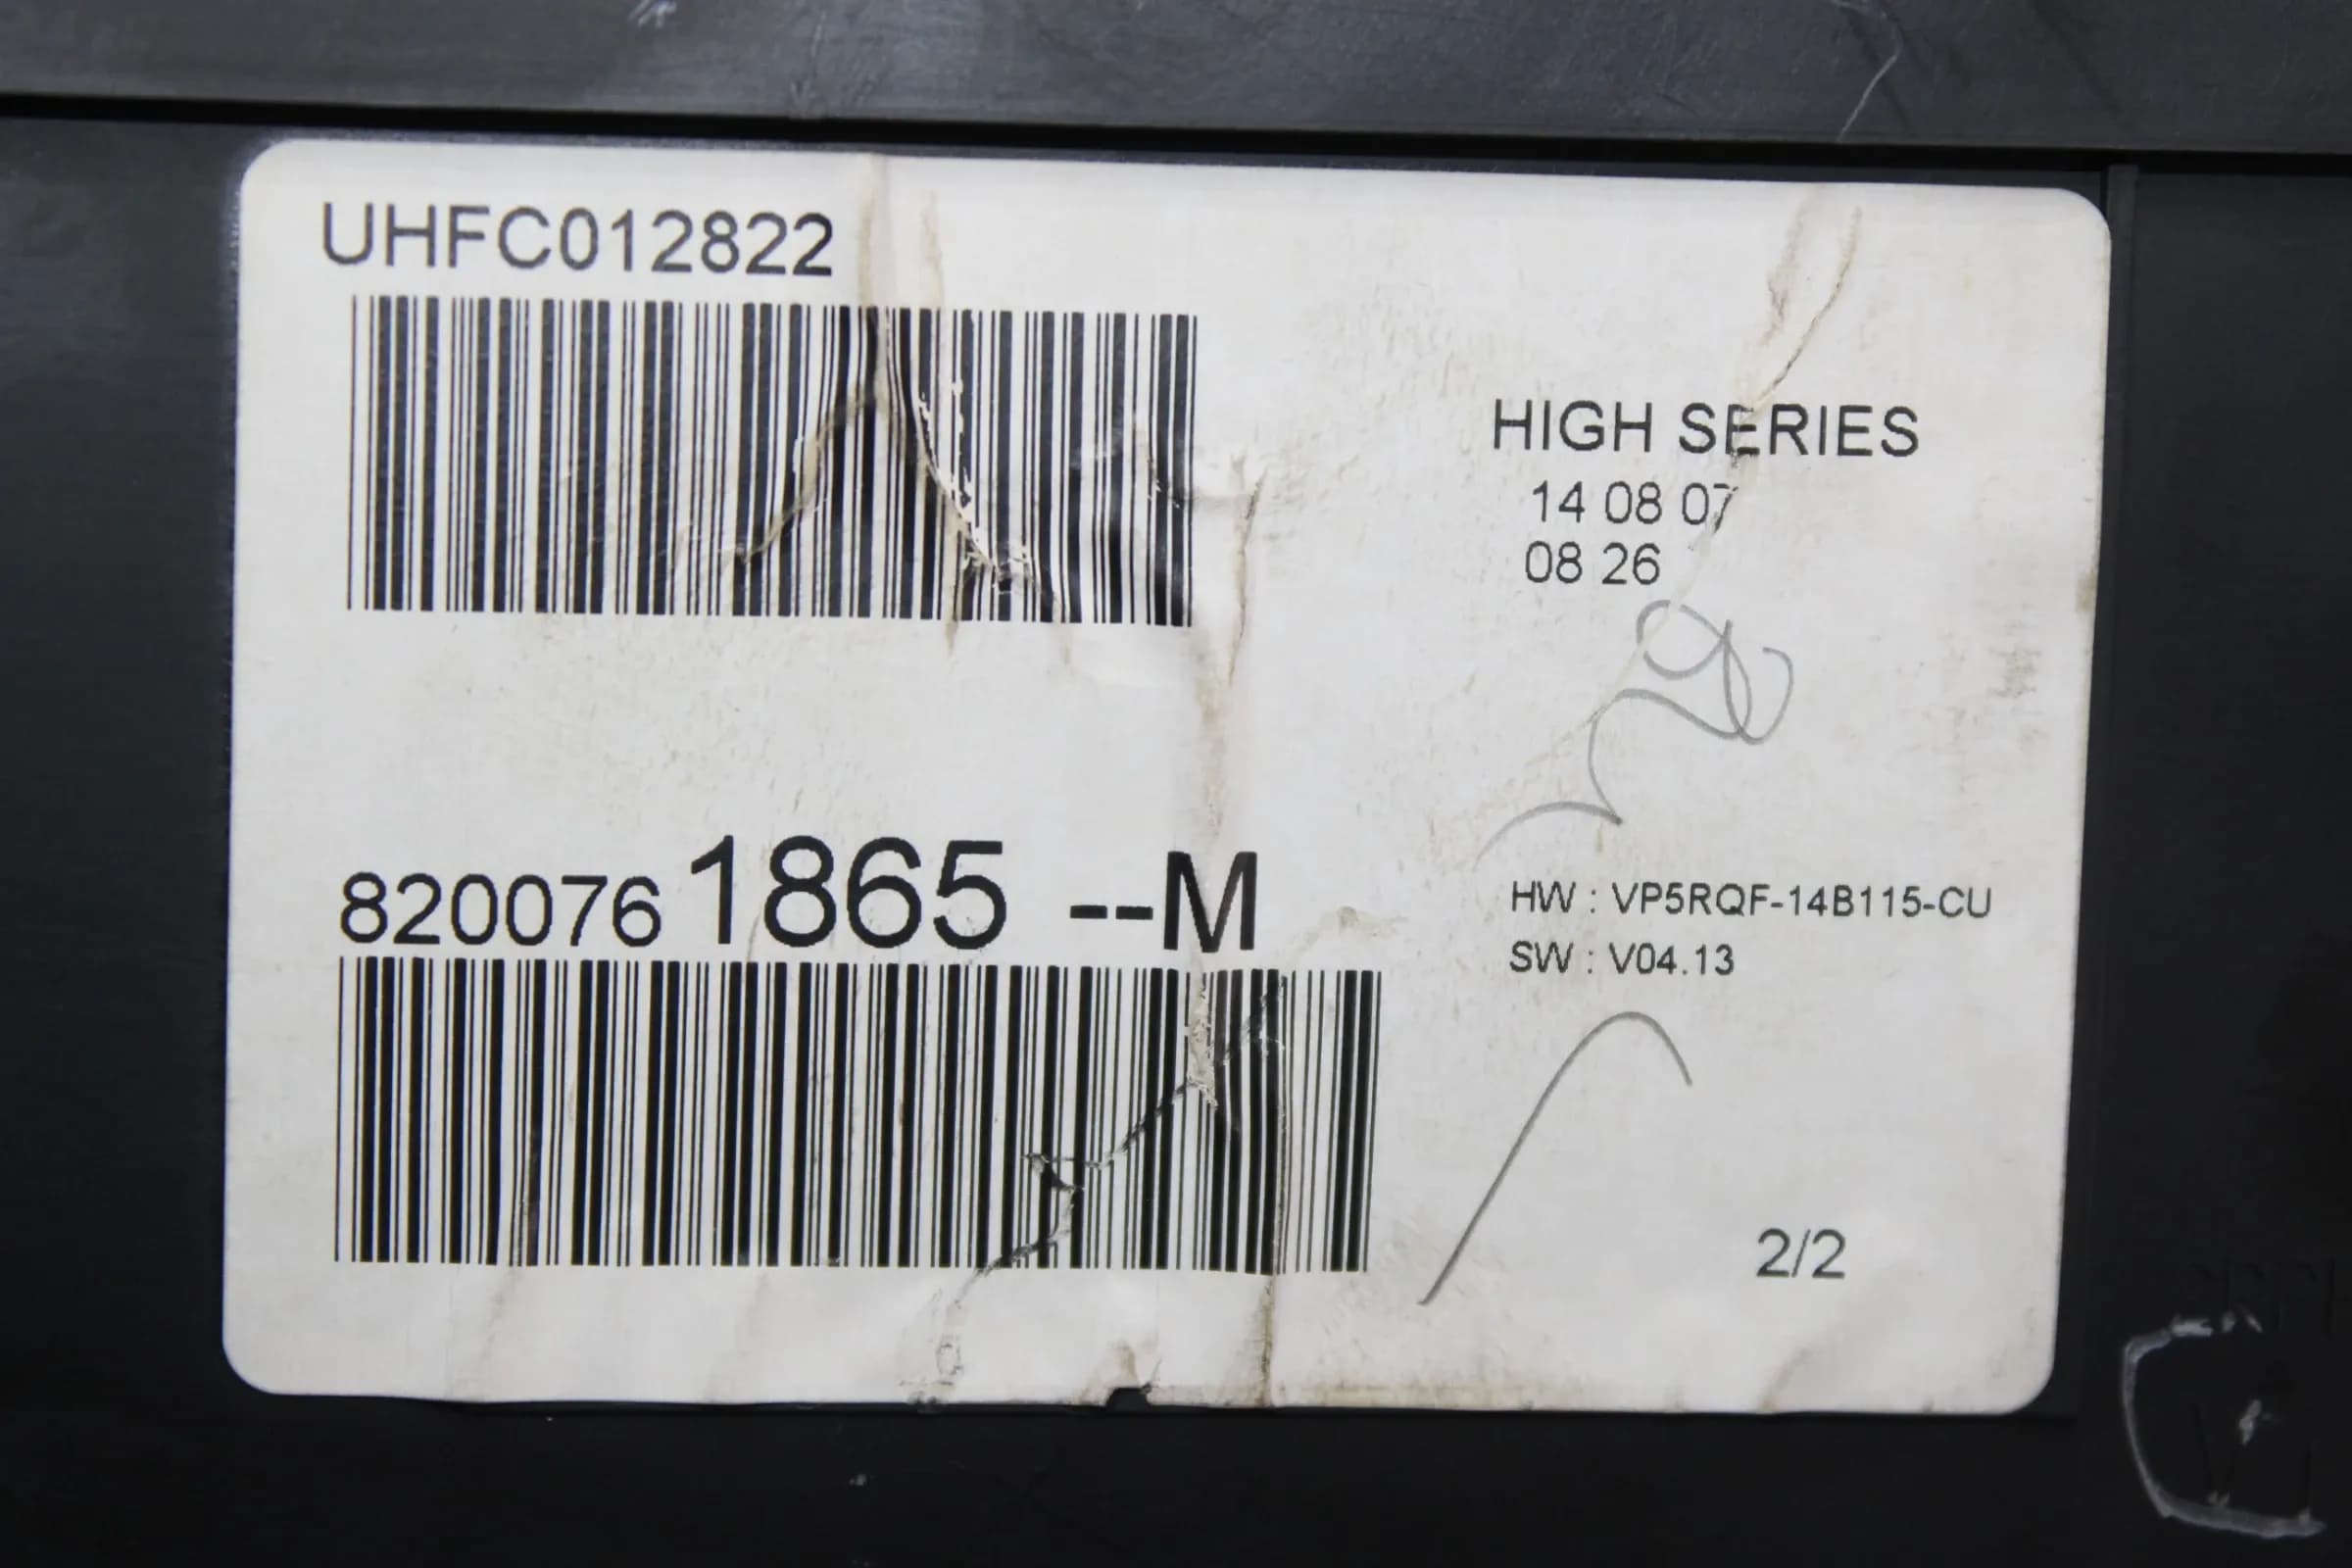 UHFC012822
HIGH SERIES
14 08 07
08 26
8200761865 --M
HW : VP5RQF-14B115-CU
SW : V04.13
2/2